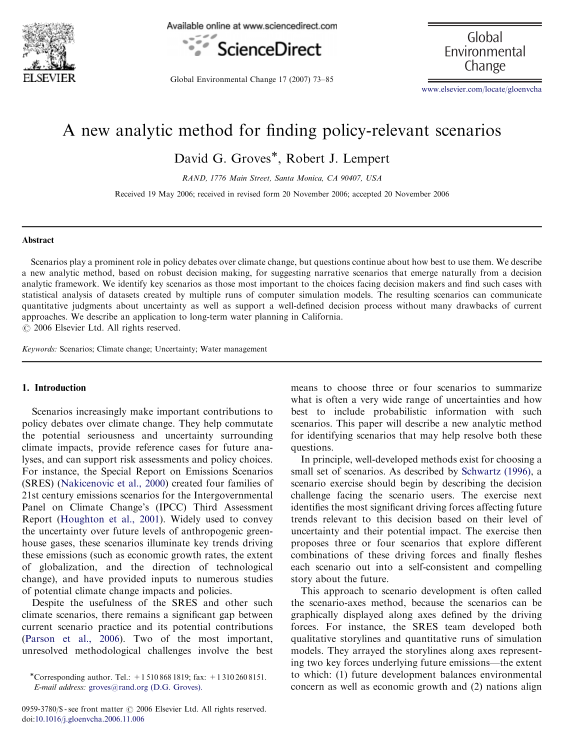 Available online at www.sciencedirect.com
ScienceDirect
ELSEVIER
Global Environmental Change 17 (2007) 73–85
Global
Environmental
Change
www.elsevier.com/locate/gloenvcha
A new analytic method for finding policy-relevant scenarios
David G. Groves*, Robert J. Lempert
RAND, 1776 Main Street, Santa Monica, CA 90407, USA
Received 19 May 2006; received in revised form 20 November 2006; accepted 20 November 2006
Abstract
Scenarios play a prominent role in policy debates over climate change, but questions continue about how best to use them. We describe
a new analytic method, based on robust decision making, for suggesting narrative scenarios that emerge naturally from a decision
analytic framework. We identify key scenarios as those most important to the choices facing decision makers and find such cases with
statistical analysis of datasets created by multiple runs of computer simulation models. The resulting scenarios can communicate
quantitative judgments about uncertainty as well as support a well-defined decision process without many drawbacks of current
approaches. We describe an application to long-term water planning in California.
© 2006 Elsevier Ltd. All rights reserved.
Keywords: Scenarios; Climate change; Uncertainty; Water management
1. Introduction
Scenarios increasingly make important contributions to
policy debates over climate change. They help commutate
the potential seriousness and uncertainty surrounding
climate impacts, provide reference cases for future ana-
lyses, and can support risk assessments and policy choices.
For instance, the Special Report on Emissions Scenarios
(SRES) (Nakicenovic et al., 2000) created four families of
21st century emissions scenarios for the Intergovernmental
Panel on Climate Change's (IPCC) Third Assessment
Report (Houghton et al., 2001). Widely used to convey
the uncertainty over future levels of anthropogenic green-
house gases, these scenarios illuminate key trends driving
these emissions (such as economic growth rates, the extent
of globalization, and the direction of technological
change), and have provided inputs to numerous studies
of potential climate change impacts and policies.
Despite the usefulness of the SRES and other such
climate scenarios, there remains a significant gap between
current scenario practice and its potential contributions
(Parson et al., 2006). Two of the most important,
unresolved methodological challenges involve the best
*Corresponding author. Tel.: +1 510 868 1819; fax: +1 310 260 8151.
E-mail address: groves@rand.org (D.G. Groves).
means to choose three or four scenarios to summarize
what is often a very wide range of uncertainties and how
best to include probabilistic information with such
scenarios. This paper will describe a new analytic method
for identifying scenarios that may help resolve both these
questions.
In principle, well-developed methods exist for choosing a
small set of scenarios. As described by Schwartz (1996), a
scenario exercise should begin by describing the decision
challenge facing the scenario users. The exercise next
identifies the most significant driving forces affecting future
trends relevant to this decision based on their level of
uncertainty and their potential impact. The exercise then
proposes three or four scenarios that explore different
combinations of these driving forces and finally fleshes
each scenario out into a self-consistent and compelling
story about the future.
This approach to scenario development is often called
the scenario-axes method, because the scenarios can be
graphically displayed along axes defined by the driving
forces. For instance, the SRES team developed both
qualitative storylines and quantitative runs of simulation
models. They arrayed the storylines along axes represent-
ing two key forces underlying future emissions—the extent
to which: (1) future development balances environmental
concern as well as economic growth and (2) nations align
0959-3780/$ - see front matter © 2006 Elsevier Ltd. All rights reserved.
doi:10.1016/j.gloenvcha.2006.11.006